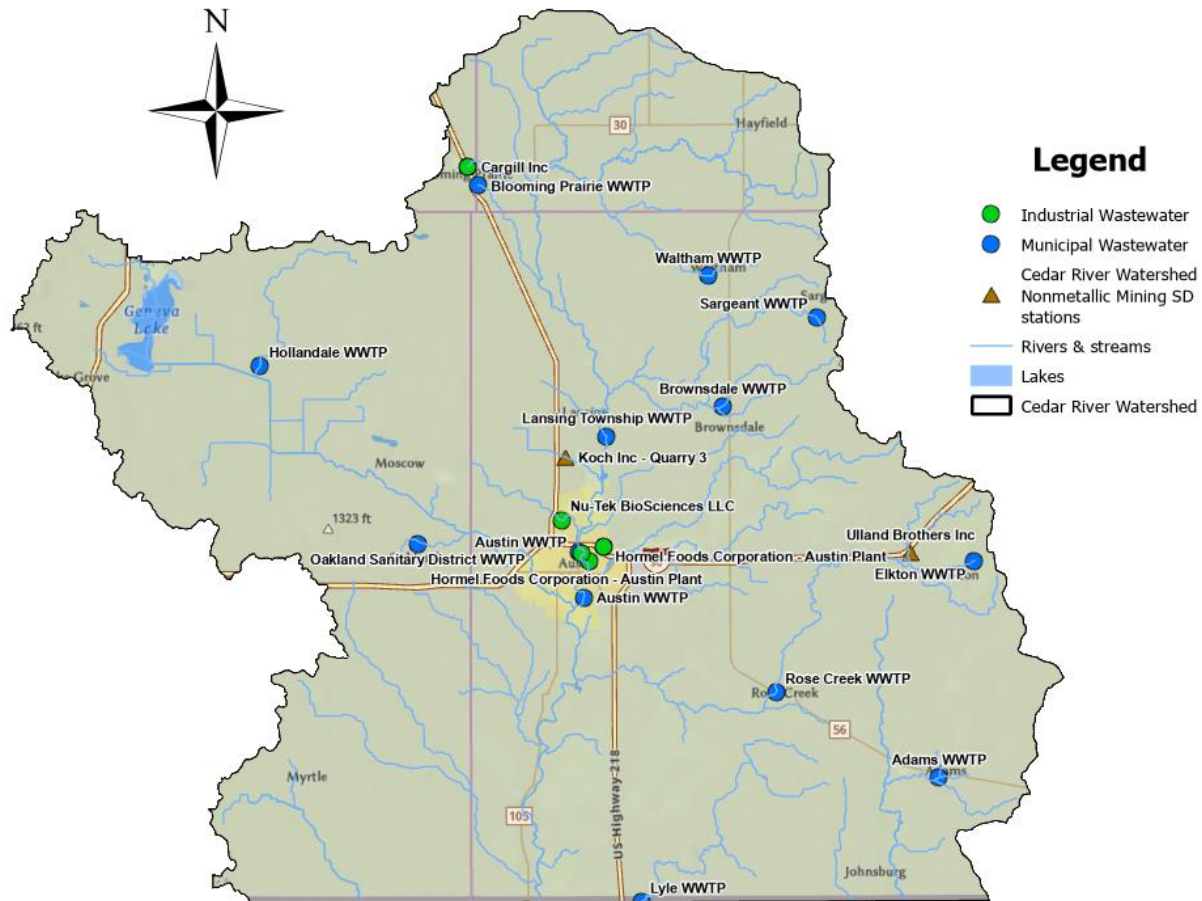 N
30
Hayfield
Legend
Cargill Inc
Blooming Prairie WWTP
Industrial Wastewater
Municipal Wastewater
Cedar River Watershed
Nonmetallic Mining SD
stations
Rivers & streams
Lakes
Cedar River Watershed
Waltham WWTP
Sargeant WWTP
Geneva
Lake
Hollandale WWTP
Brownsdale WWTP
Brownsdale
Lansing Township WWTP
Koch Inc - Quarry 3
Moscow
1323 ft
Nu-Tek BioSciences LLC
Austin WWTP
Oakland Sanitary District WWTP
Hormel Foods Corporation - Austin Plant
Hormel Foods Corporation - Austin Plant
Ulland Brothers Inc
Elkton WWTP
Austin WWTP
Rose Creek WWTP
56
Adams WWTP
Myrtle
105
US Highway 218
Johnsburg
Lyle WWTP